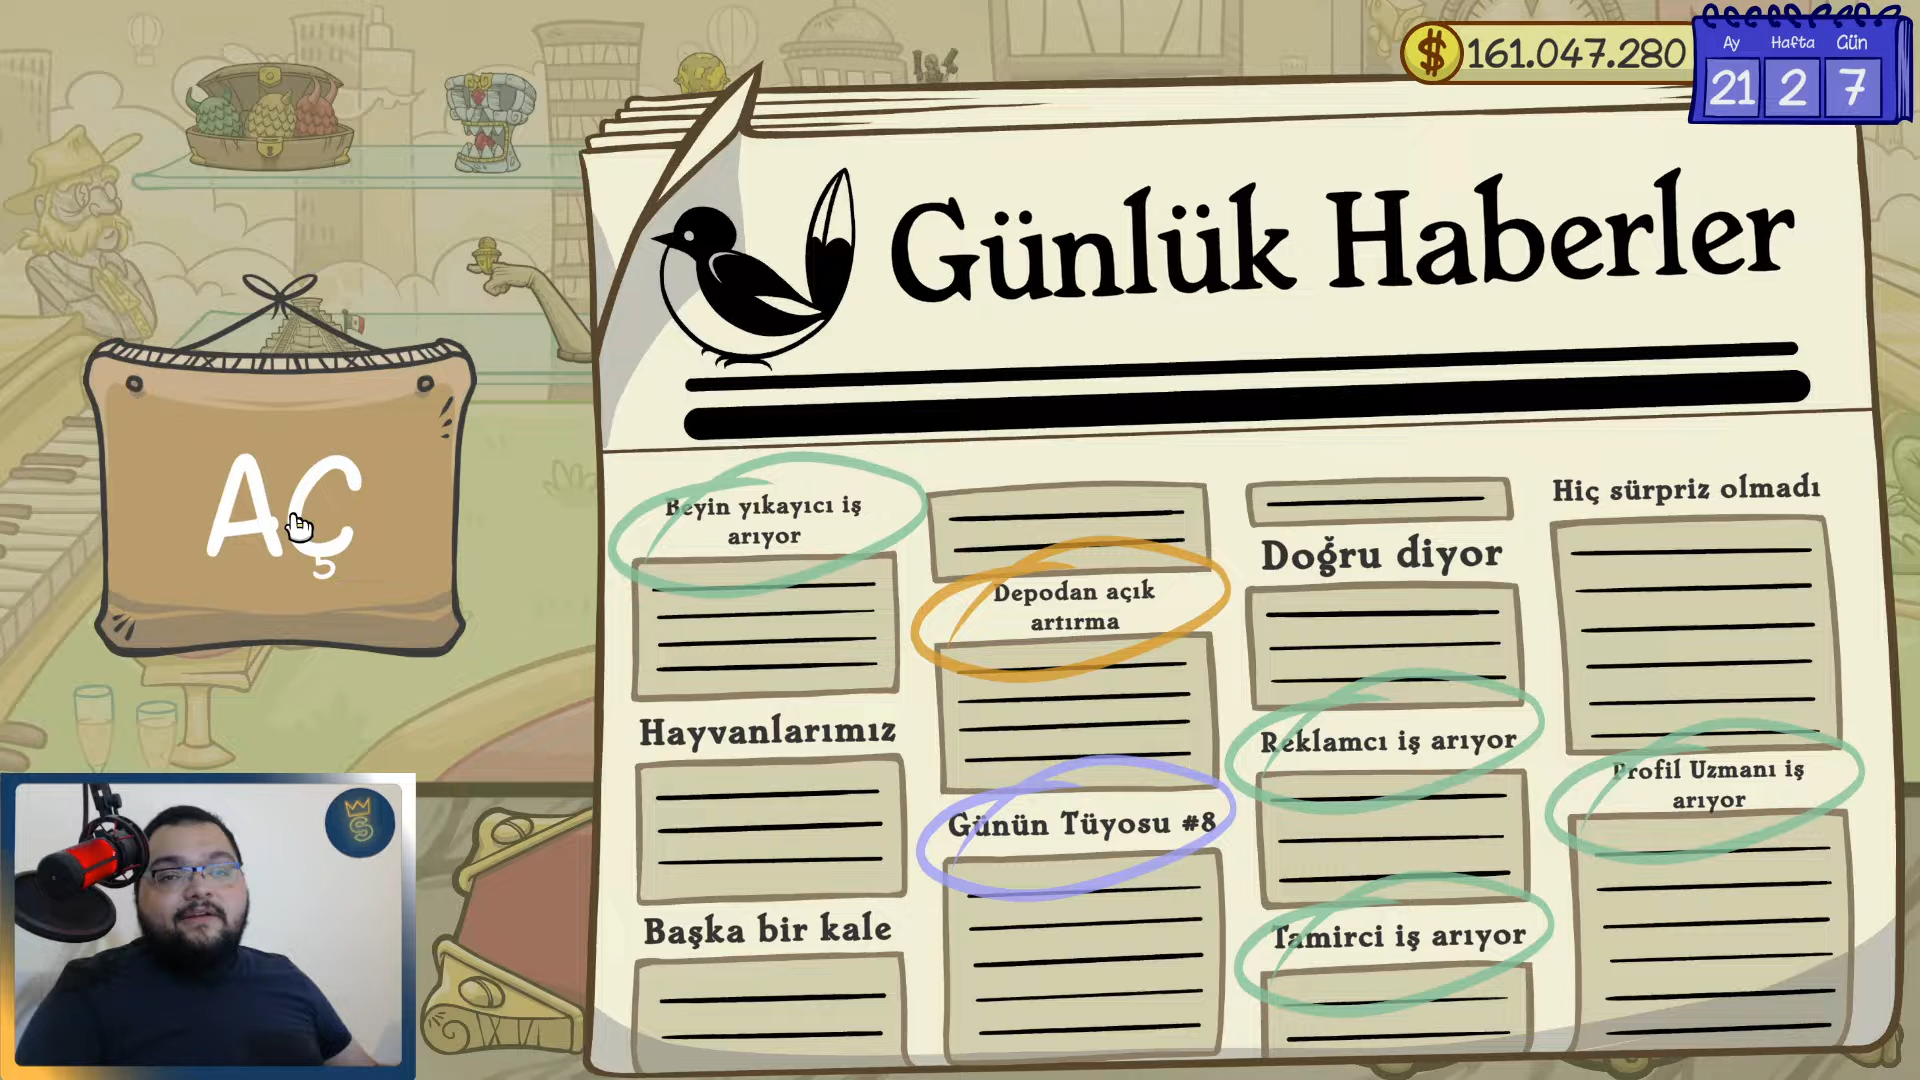 161.047.280
Ay Hafta Gün
21 2 7
Günlük Haberler
AÇ
Beyin yıkayıcı iş
arıyor
Hayvanlarımız
Başka bir kale
Depodan açık
artırma
Günün Tüyosu #8
Doğru diyor
Reklamcı iş arıyor
Tamirci iş arıyor
Hiç sürpriz olmadı
Profil Uzmanı iş
arıyor